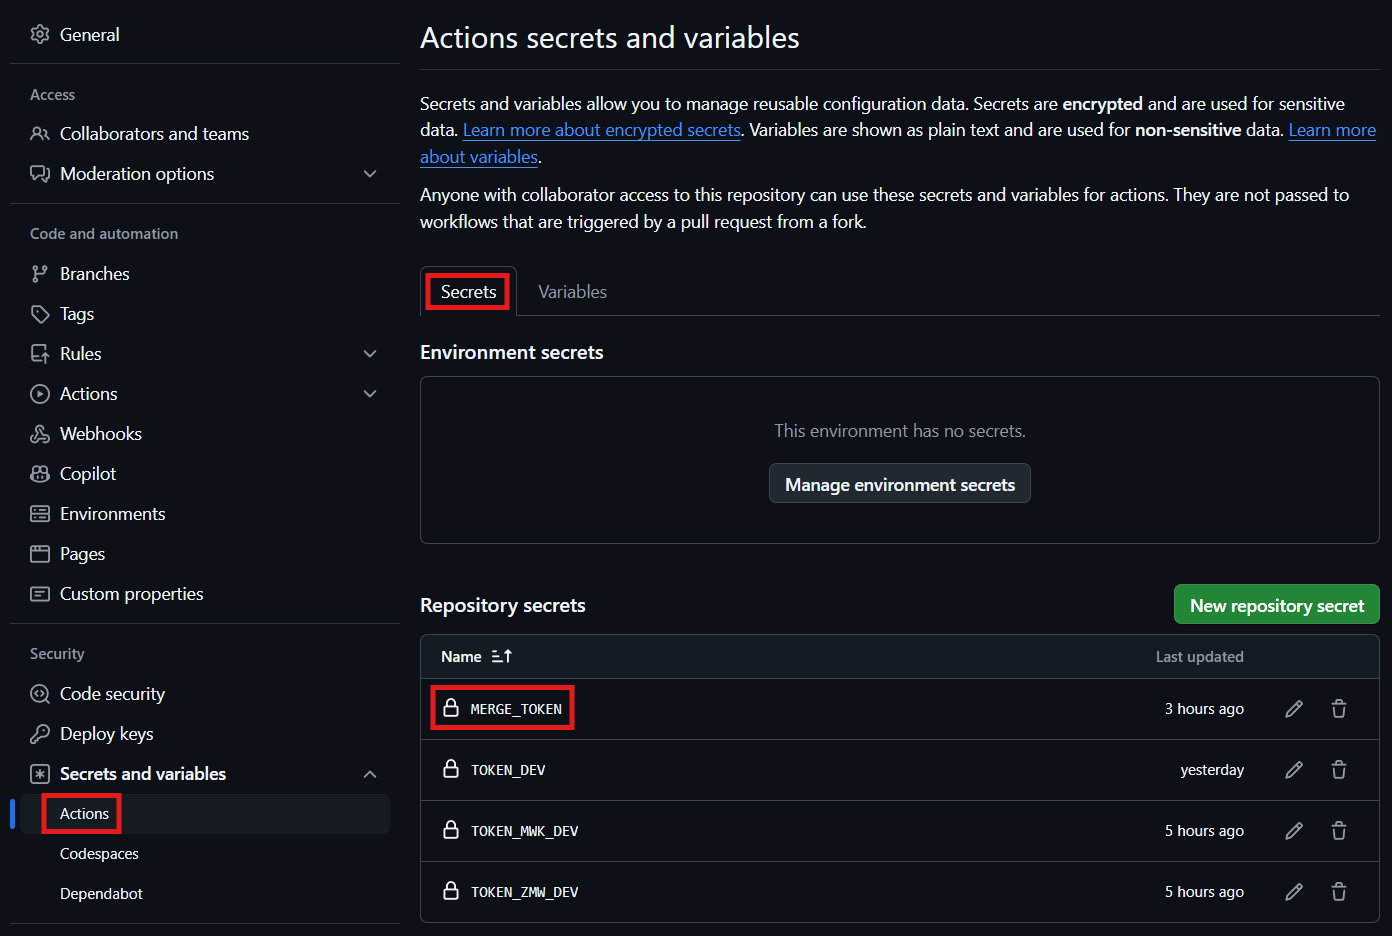 General
Access
Collaborators and teams
Moderation options
Code and automation
Branches
Tags
Rules
Actions
Webhooks
Copilot
Environments
Pages
Custom properties
Security
Code security
Deploy keys
Secrets and variables
Actions
Codespaces
Dependabot
Actions secrets and variables
Secrets and variables allow you to manage reusable configuration data. Secrets are encrypted and are used for sensitive
data. Learn more about encrypted secrets. Variables are shown as plain text and are used for non-sensitive data. Learn more
about variables.
Anyone with collaborator access to this repository can use these secrets and variables for actions. They are not passed to
workflows that are triggered by a pull request from a fork.
Secrets Variables
Environment secrets
This environment has no secrets.
Manage environment secrets
Repository secrets New repository secret
Name Last updated
MERGE_TOKEN 3 hours ago
TOKEN_DEV yesterday
TOKEN_MWK_DEV 5 hours ago
TOKEN_ZMW_DEV 5 hours ago